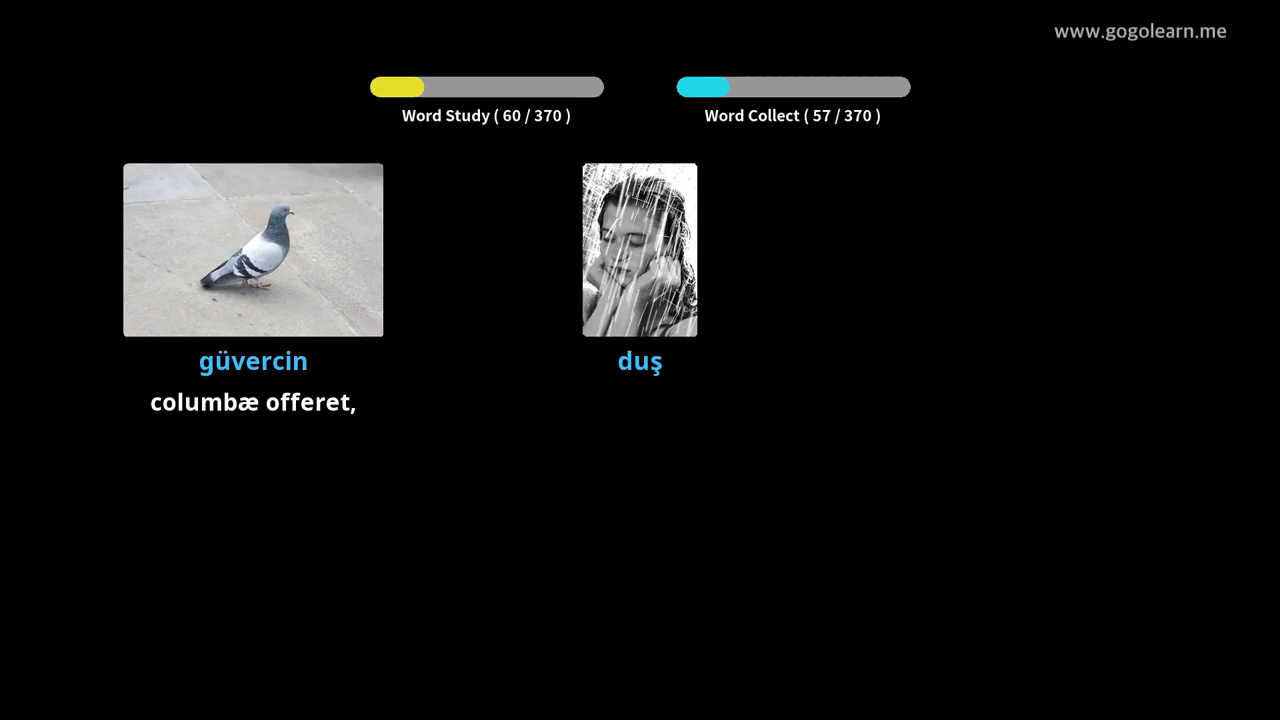 www.gogolearn.me
Word Study ( 60 / 370 )
Word Collect ( 57 / 370 )
güvercin
duş
columbæ offeret,